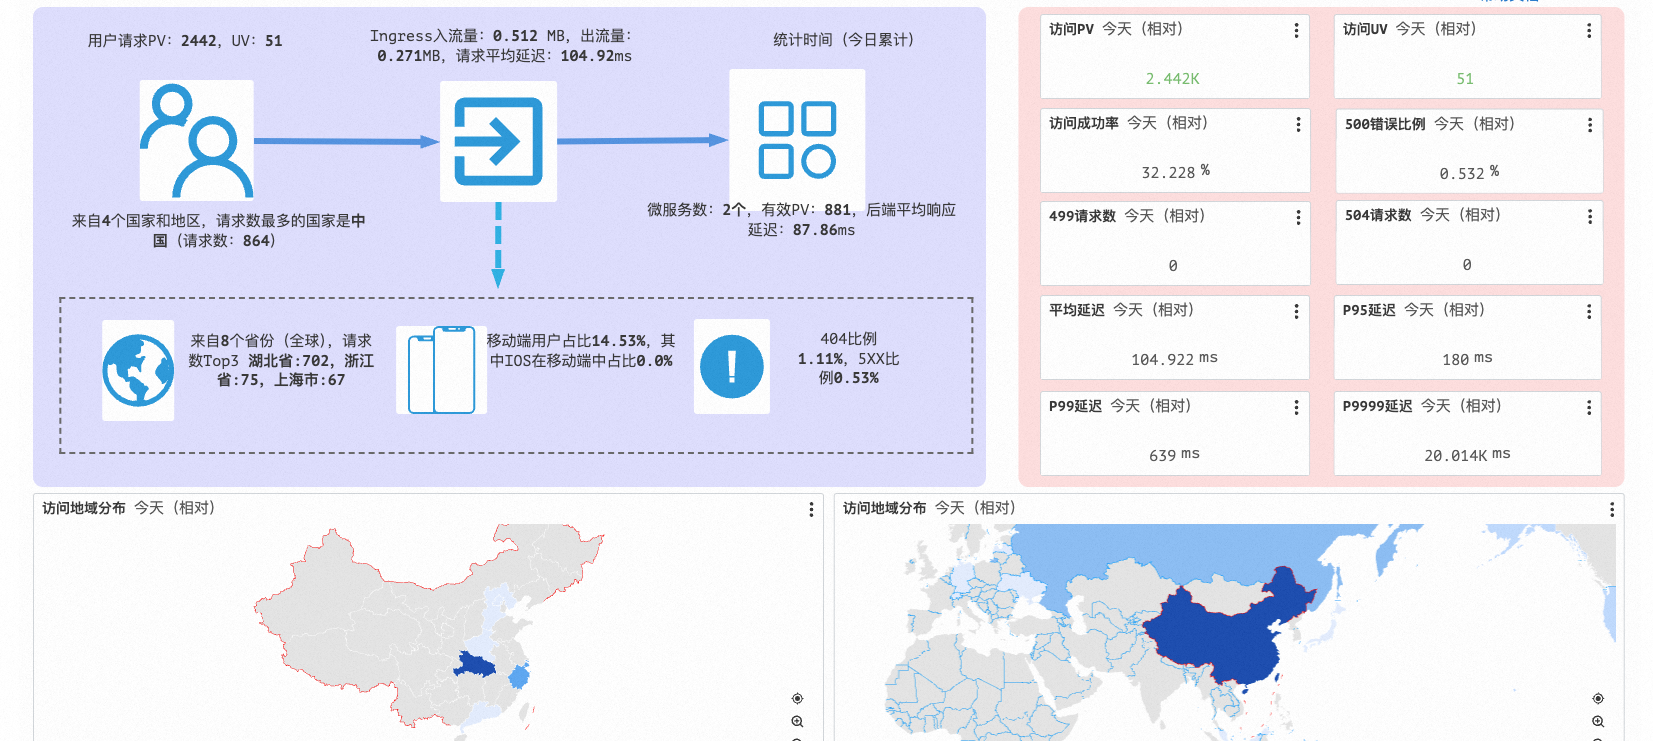 用户请求PV: 2442, UV: 51
Ingress入流量: 0.512 MB, 出流量:
0.271MB, 请求平均延迟: 104.92ms
统计时间 (今日累计)
来自4个国家和地区, 请求数最多的国家是中
国 (请求数: 864)
微服务数: 2个, 有效PV: 881, 后端平均响应
延迟: 87.86ms
来自8个省份 (全球), 请求
数Top3 湖北省:702, 浙江
省:75, 上海市:67
移动端用户占比14.53%, 其
中IOS在移动端中占比0.0%
404比例
1.11%, 5XX比
例0.53%
访问PV 今天 (相对)
2.442K
访问UV 今天 (相对)
51
访问成功率 今天 (相对)
32.228 %
500错误比例 今天 (相对)
0.532 %
499请求数 今天 (相对)
0
504请求数 今天 (相对)
0
平均延迟 今天 (相对)
104.922 ms
P95延迟 今天 (相对)
180 ms
P99延迟 今天 (相对)
639 ms
P9999延迟 今天 (相对)
20.014K ms
访问地域分布 今天 (相对)
访问地域分布 今天 (相对)